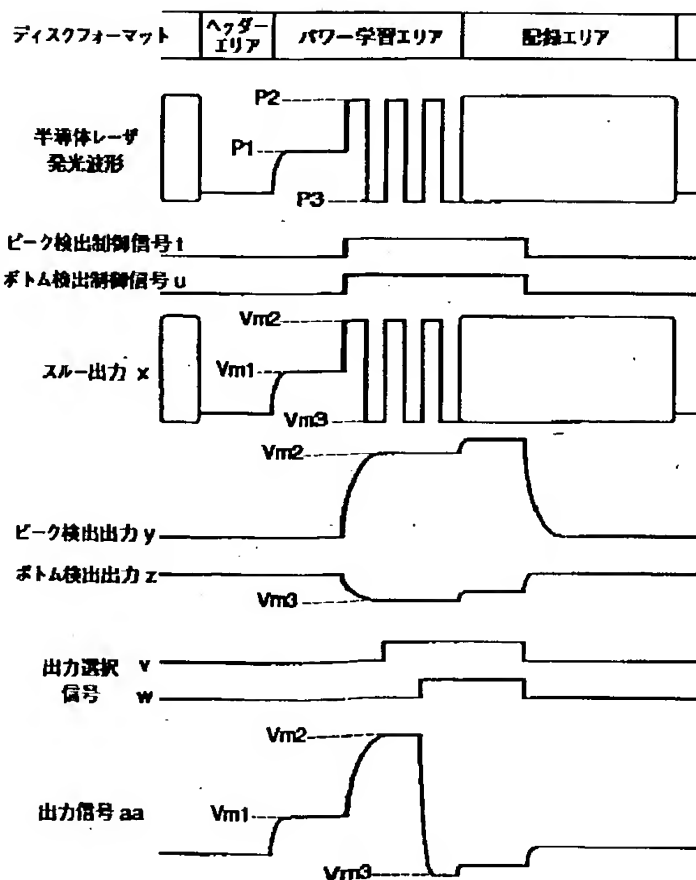 ディスクフォーマット
ヘッダー
エリア
パワー学習エリア
記録エリア
半導体レーザ
発光波形
P2
P1
P3
ピーク検出制御信号 t
ボトム検出制御信号 u
スルー出力 x
Vm2
Vm1
Vm3
Vm2
ピーク検出出力 y
ボトム検出出力 z
Vm3
出力選択 v
信号 w
Vm2
Vm1
出力信号 aa
Vm3